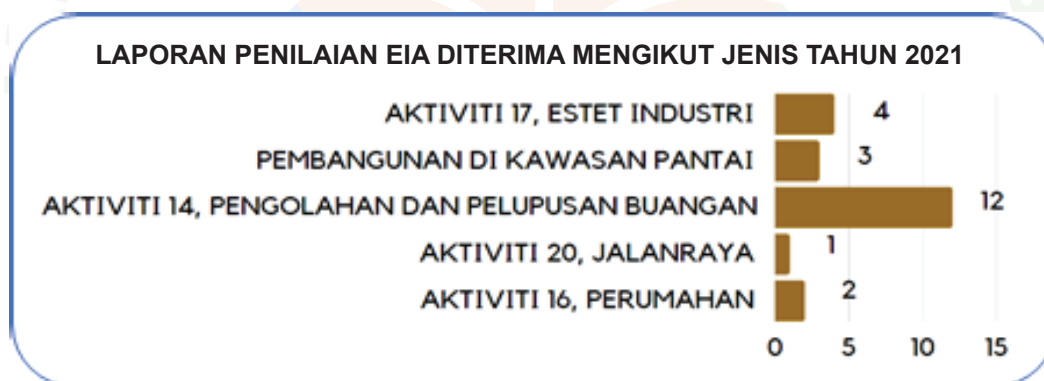 LAPORAN PENILAIAN EIA DITERIMA MENGIKUT JENIS TAHUN 2021
AKTIVITI 17, ESTET INDUSTRI 4
PEMBANGUNAN DI KAWASAN PANTAI 3
AKTIVITI 14, PENGOLAHAN DAN PELUPUSAN BUANGAN 12
AKTIVITI 20, JALANRAYA 1
AKTIVITI 16, PERUMAHAN 2
0 5 10 15